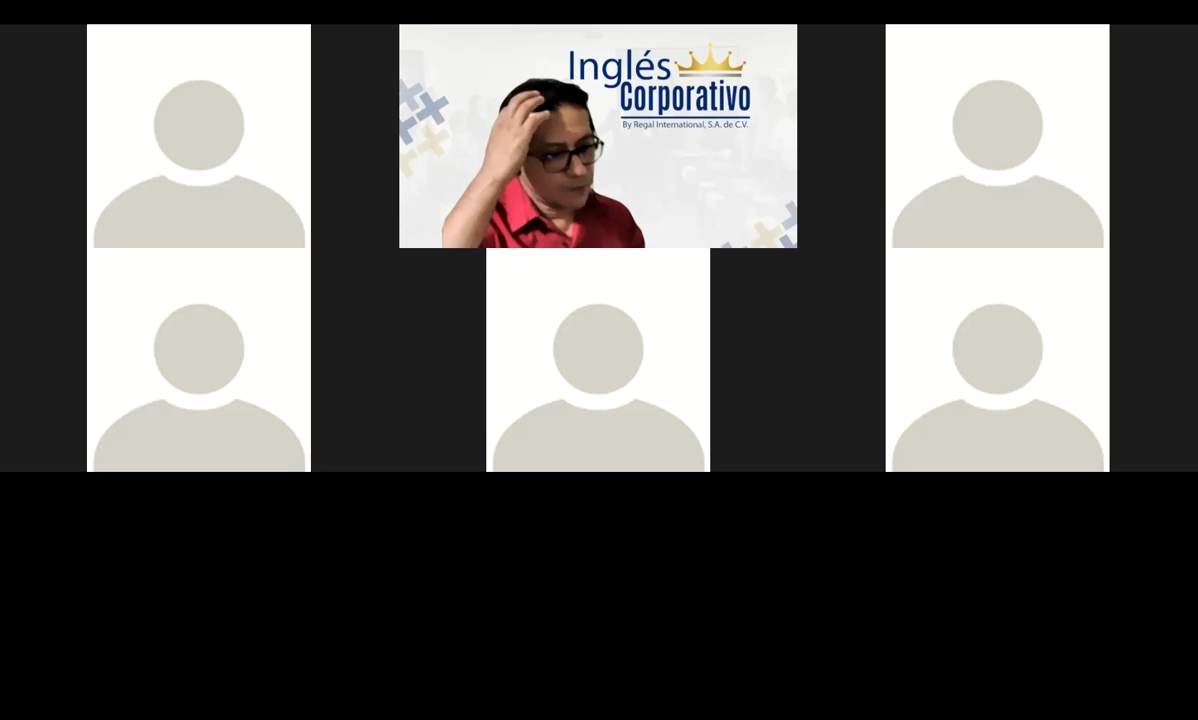 Inglés
Corporativo
By Regal International, S.A. de C.V.